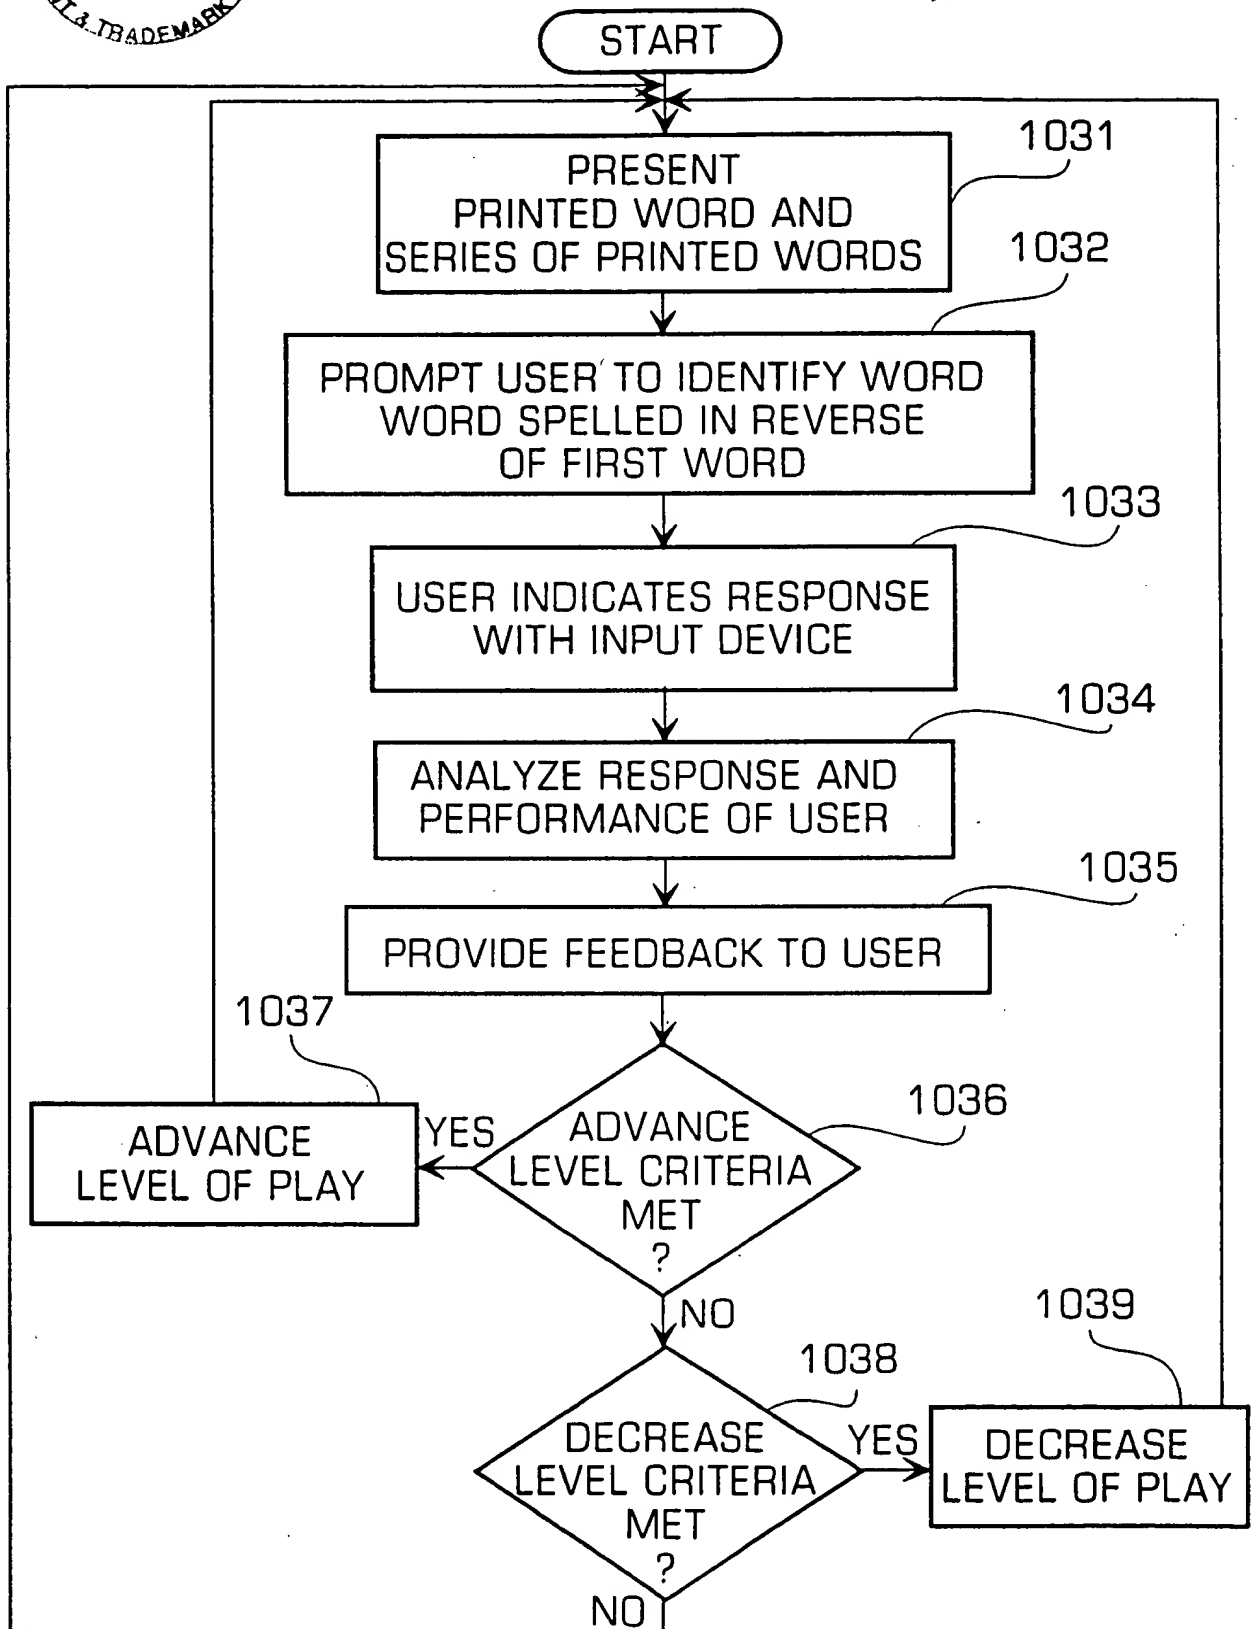 T & TRADEMARK
START
1031
PRESENT
PRINTED WORD AND
SERIES OF PRINTED WORDS
1032
PROMPT USER TO IDENTIFY WORD
WORD SPELLED IN REVERSE
OF FIRST WORD
1033
USER INDICATES RESPONSE
WITH INPUT DEVICE
1034
ANALYZE RESPONSE AND
PERFORMANCE OF USER
1035
PROVIDE FEEDBACK TO USER
1037
ADVANCE
LEVEL OF PLAY
YES
1036
ADVANCE
LEVEL CRITERIA
MET
?
NO
1038
DECREASE
LEVEL CRITERIA
MET
?
YES
1039
DECREASE
LEVEL OF PLAY
NO